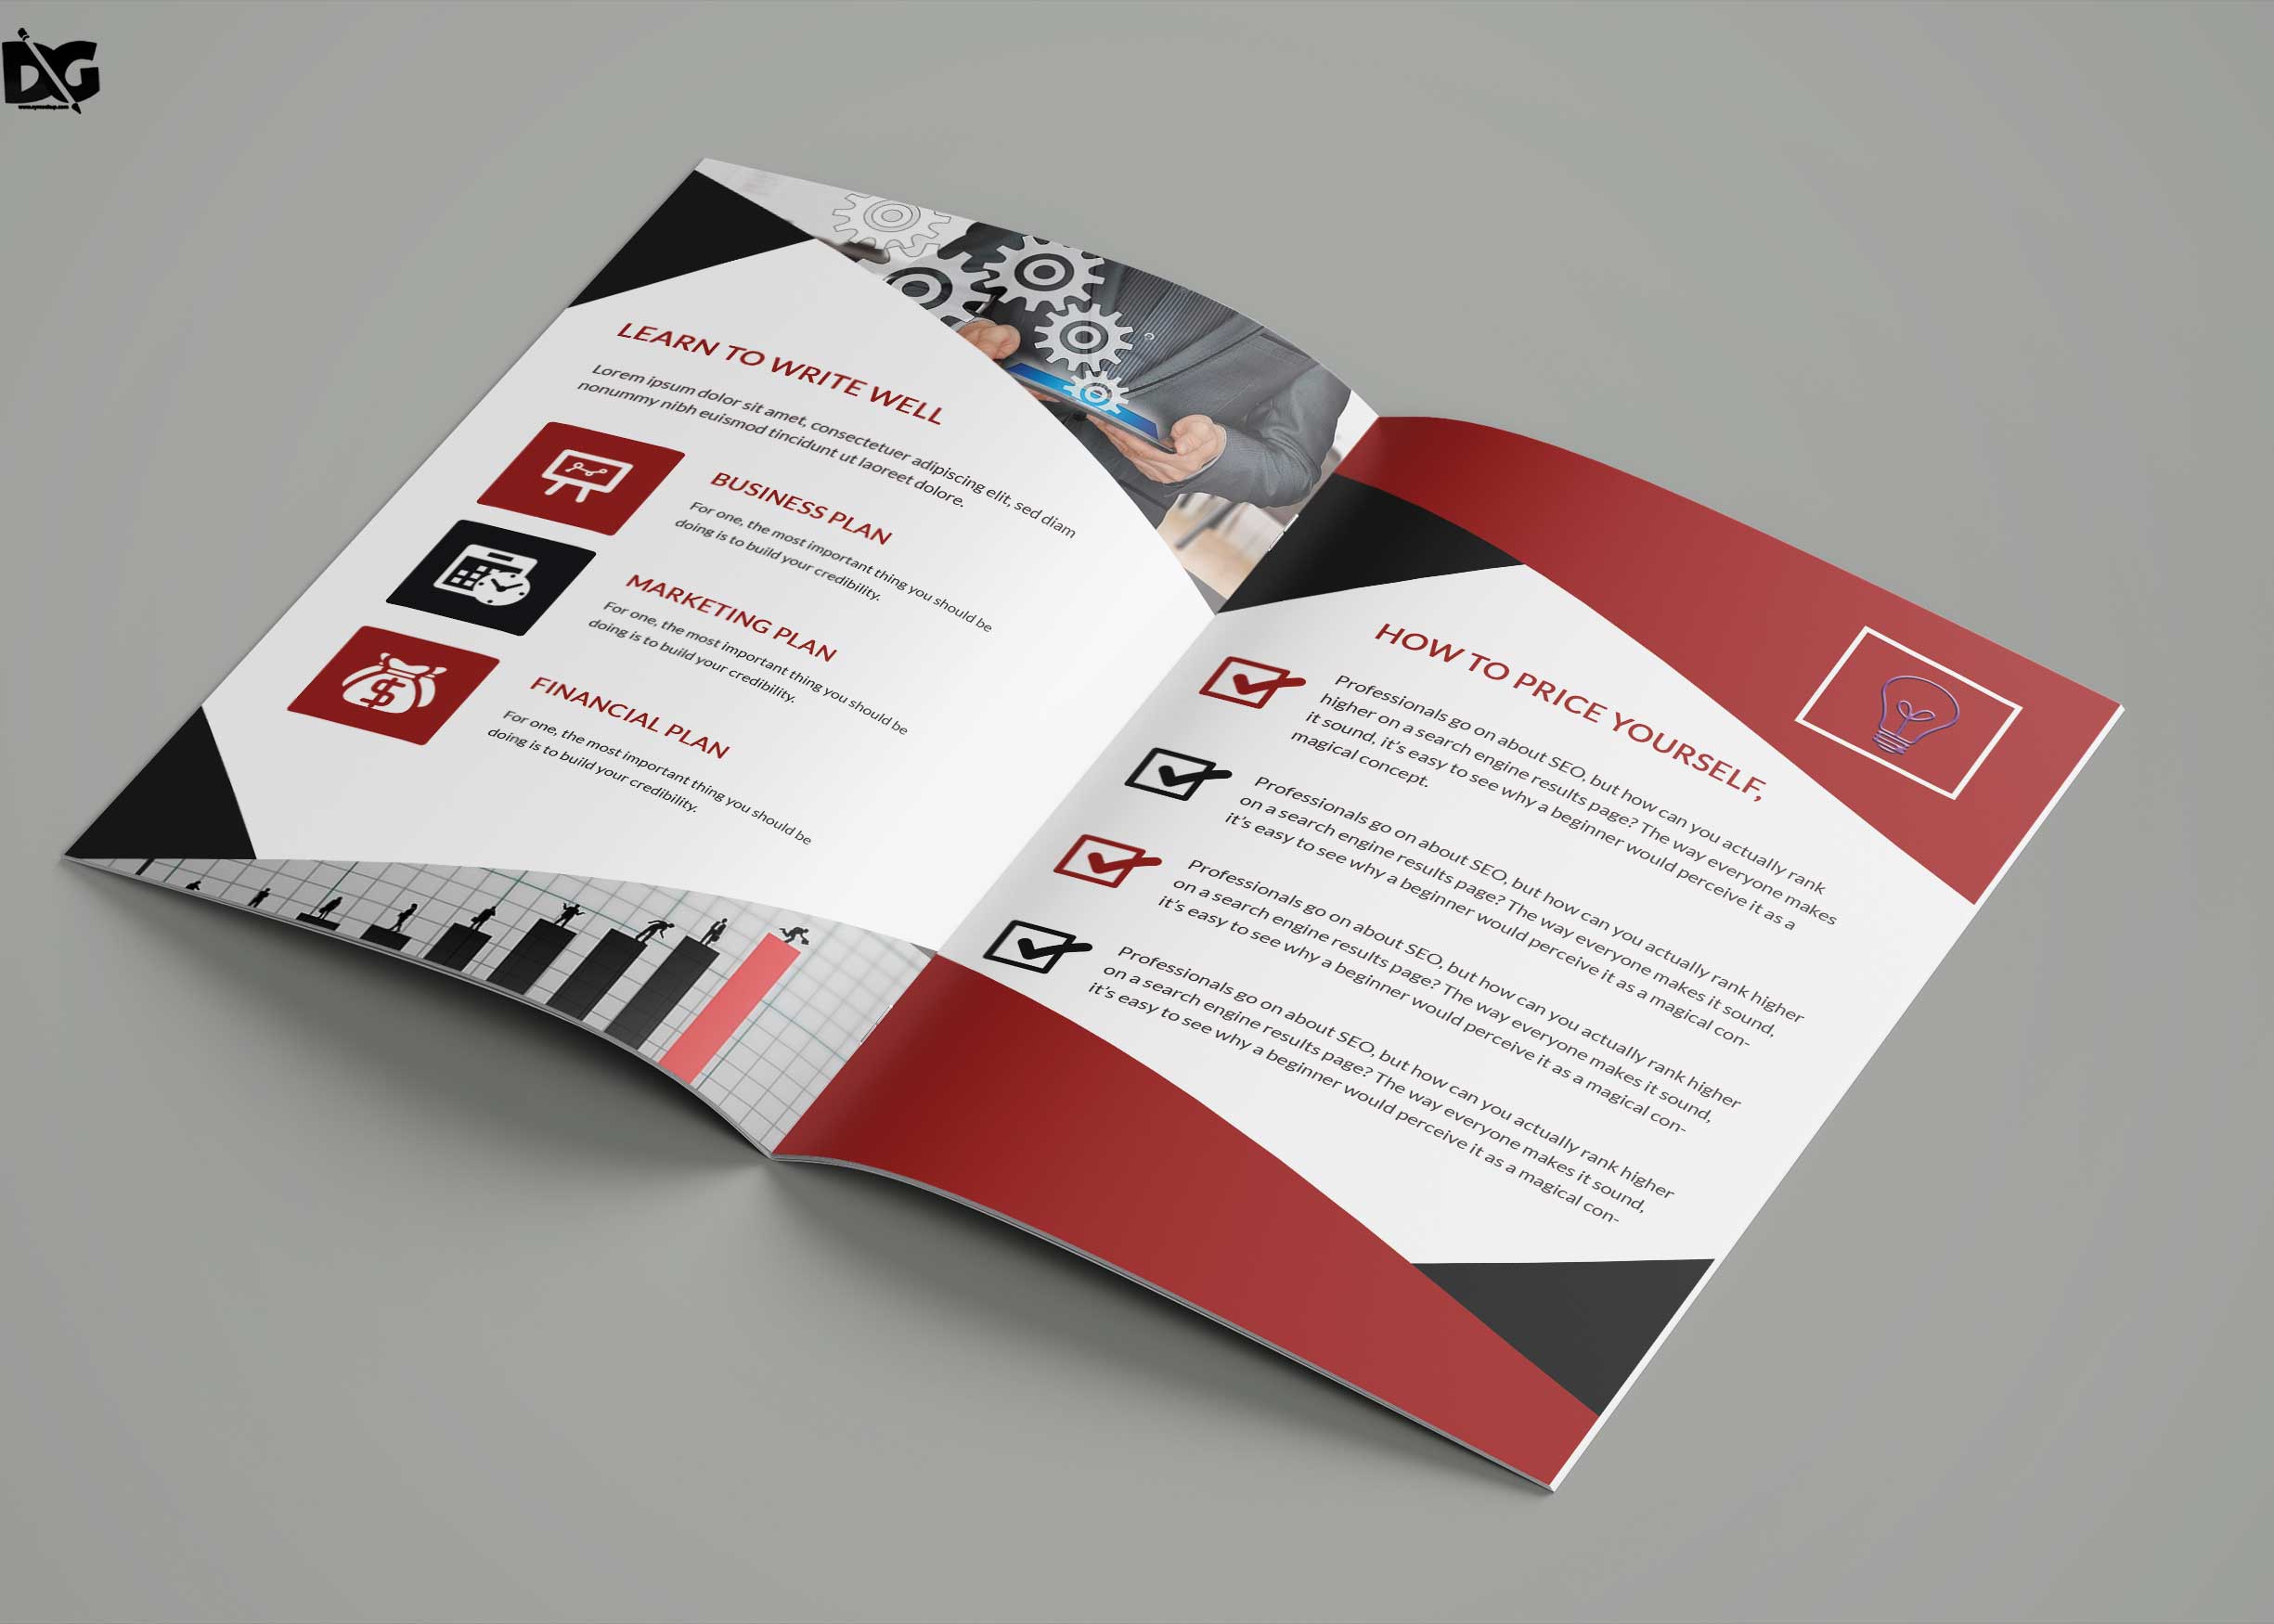 DG
LEARN TO WRITE WELL
Lorem ipsum dolor sit amet, consectetuer adipiscing elit, sed diam
nonummy nibh euismod tincidunt ut laoreet dolore.
BUSINESS PLAN
For one, the most important thing you should be
doing is to build your credibility.
MARKETING PLAN
For one, the most important thing you should be
doing is to build your credibility.
$
FINANCIAL PLAN
For one, the most important thing you should be
doing is to build your credibility.
HOW TO PRICE YOURSELF,
Professionals go on about SEO, but how can you actually rank
higher on a search engine results page? The way everyone makes
it sound, it's easy to see why a beginner would perceive it as a
magical concept.
Professionals go on about SEO, but how can you actually rank higher
on a search engine results page? The way everyone makes it sound,
it's easy to see why a beginner would perceive it as a magical con-
Professionals go on about SEO, but how can you actually rank higher
on a search engine results page? The way everyone makes it sound,
it's easy to see why a beginner would perceive it as a magical con-
Professionals go on about SEO, but how can you actually rank higher
on a search engine results page? The way everyone makes it sound,
it's easy to see why a beginner would perceive it as a magical con-